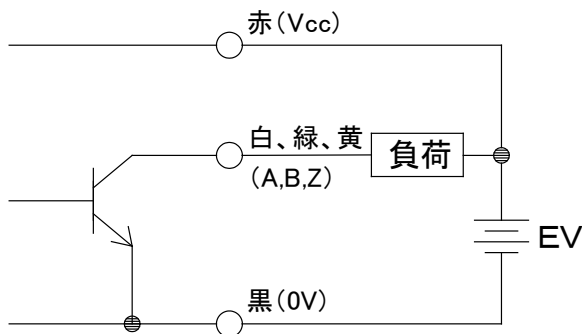 赤(Vcc)
白、緑、黄
(A,B,Z)
負荷
EV
黒(0V)